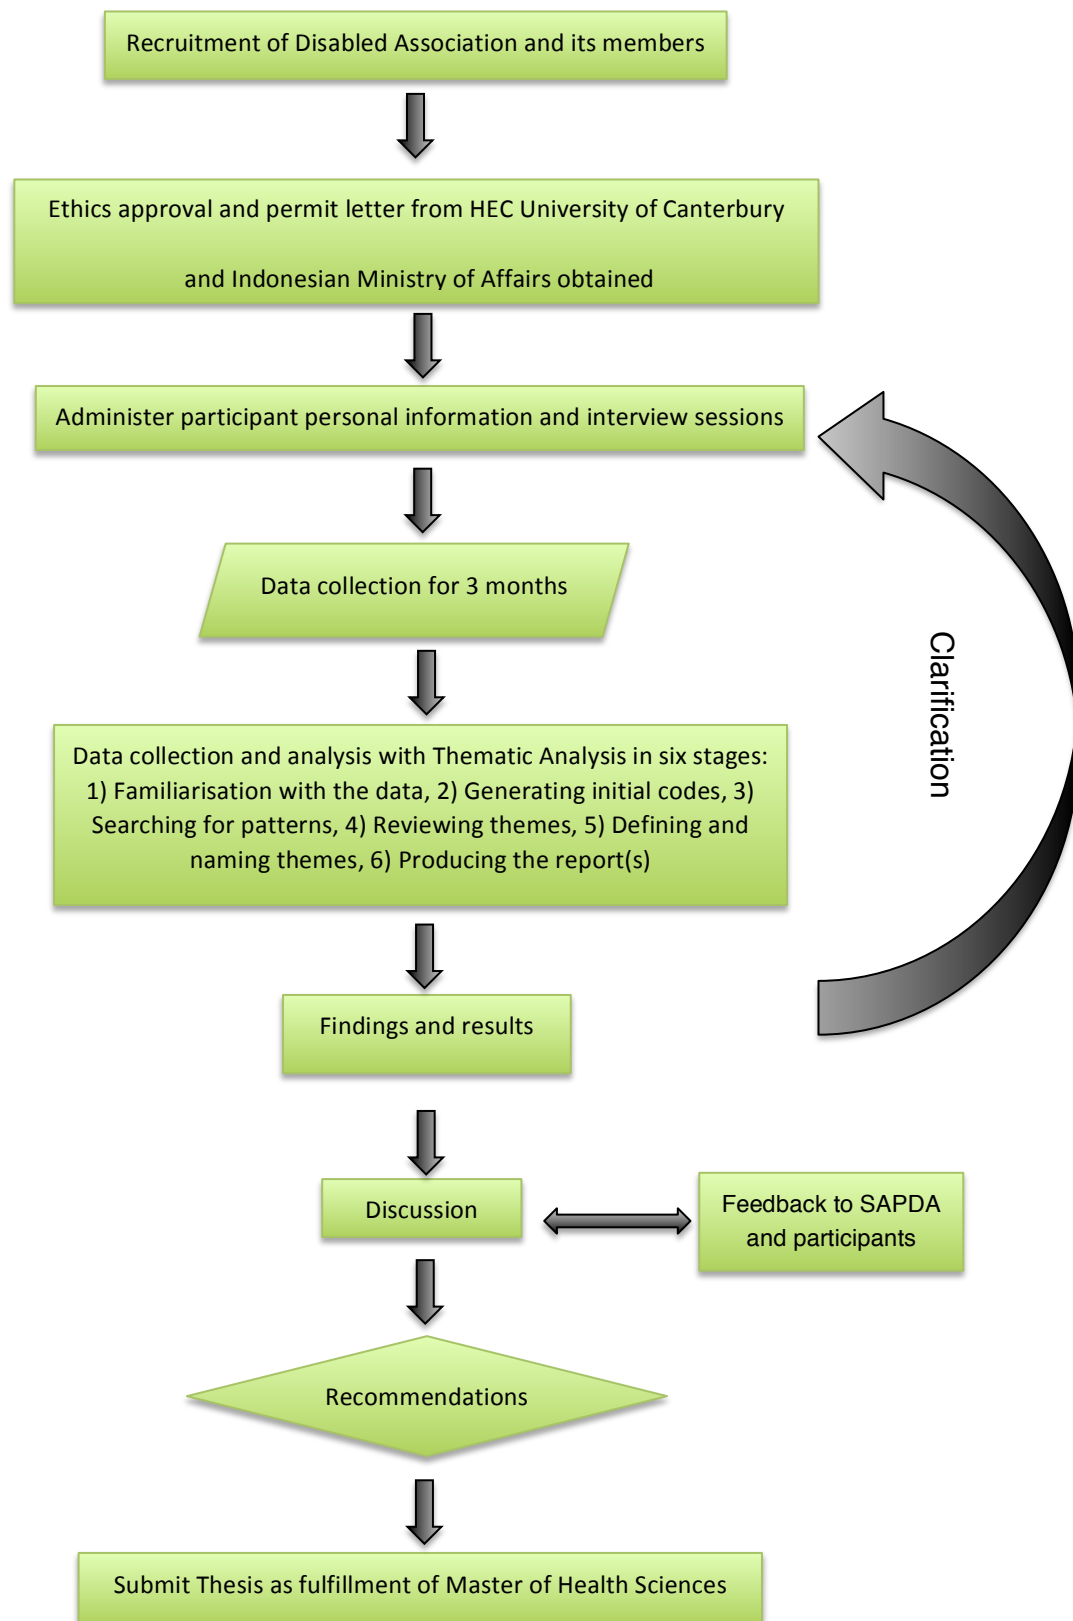 Recruitment of Disabled Association and its members
Ethics approval and permit letter from HEC University of Canterbury
and Indonesian Ministry of Affairs obtained
Administer participant personal information and interview sessions
Data collection for 3 months
Clarification
Data collection and analysis with Thematic Analysis in six stages:
1) Familiarisation with the data, 2) Generating initial codes, 3)
Searching for patterns, 4) Reviewing themes, 5) Defining and
naming themes, 6) Producing the report(s)
Findings and results
Discussion
Feedback to SAPDA
and participants
Recommendations
Submit Thesis as fulfillment of Master of Health Sciences